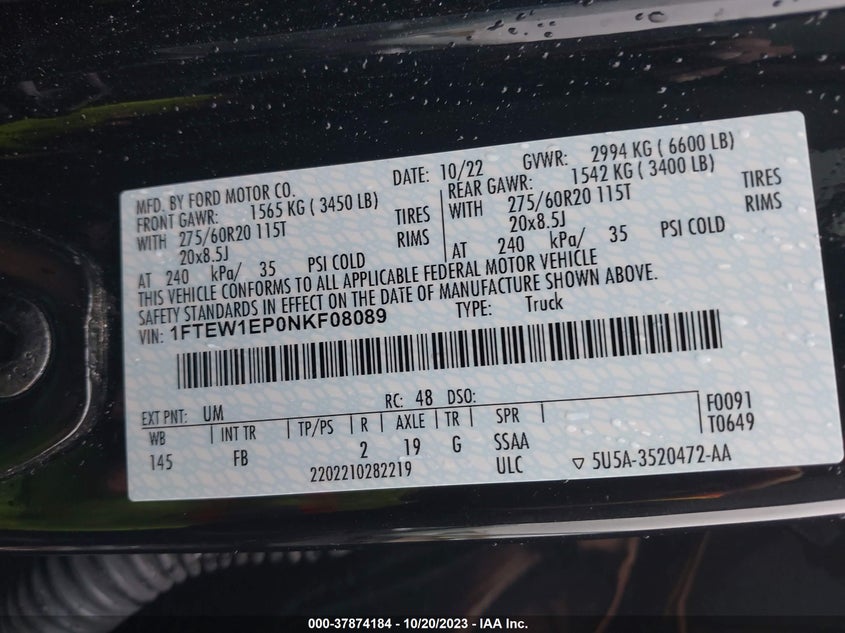 MFD. BY FORD MOTOR CO.
DATE: 10/22 GVWR: 2994 KG ( 6600 LB)
FRONT GAWR: 1565 KG ( 3450 LB)
WITH 275/60R20 115T TIRES
20x8.5J RIMS
AT 240 kPa/ 35 PSI COLD
REAR GAWR: 1542 KG ( 3400 LB)
WITH 275/60R20 115T TIRES
20x8.5J RIMS
AT 240 kPa/ 35 PSI COLD
THIS VEHICLE CONFORMS TO ALL APPLICABLE FEDERAL MOTOR VEHICLE
SAFETY STANDARDS IN EFFECT ON THE DATE OF MANUFACTURE SHOWN ABOVE.
VIN: 1FTEW1EP0NKF08089 TYPE: Truck
EXT PNT: UM RC: 48 DSO:
WB INT TR TP/PS R AXLE TR SPR
145 FB 2 19 G SSAA
2202210282219 ULC
F0091
T0649
▽ 5U5A-3520472-AA
000-37874184 - 10/20/2023 - IAA Inc.